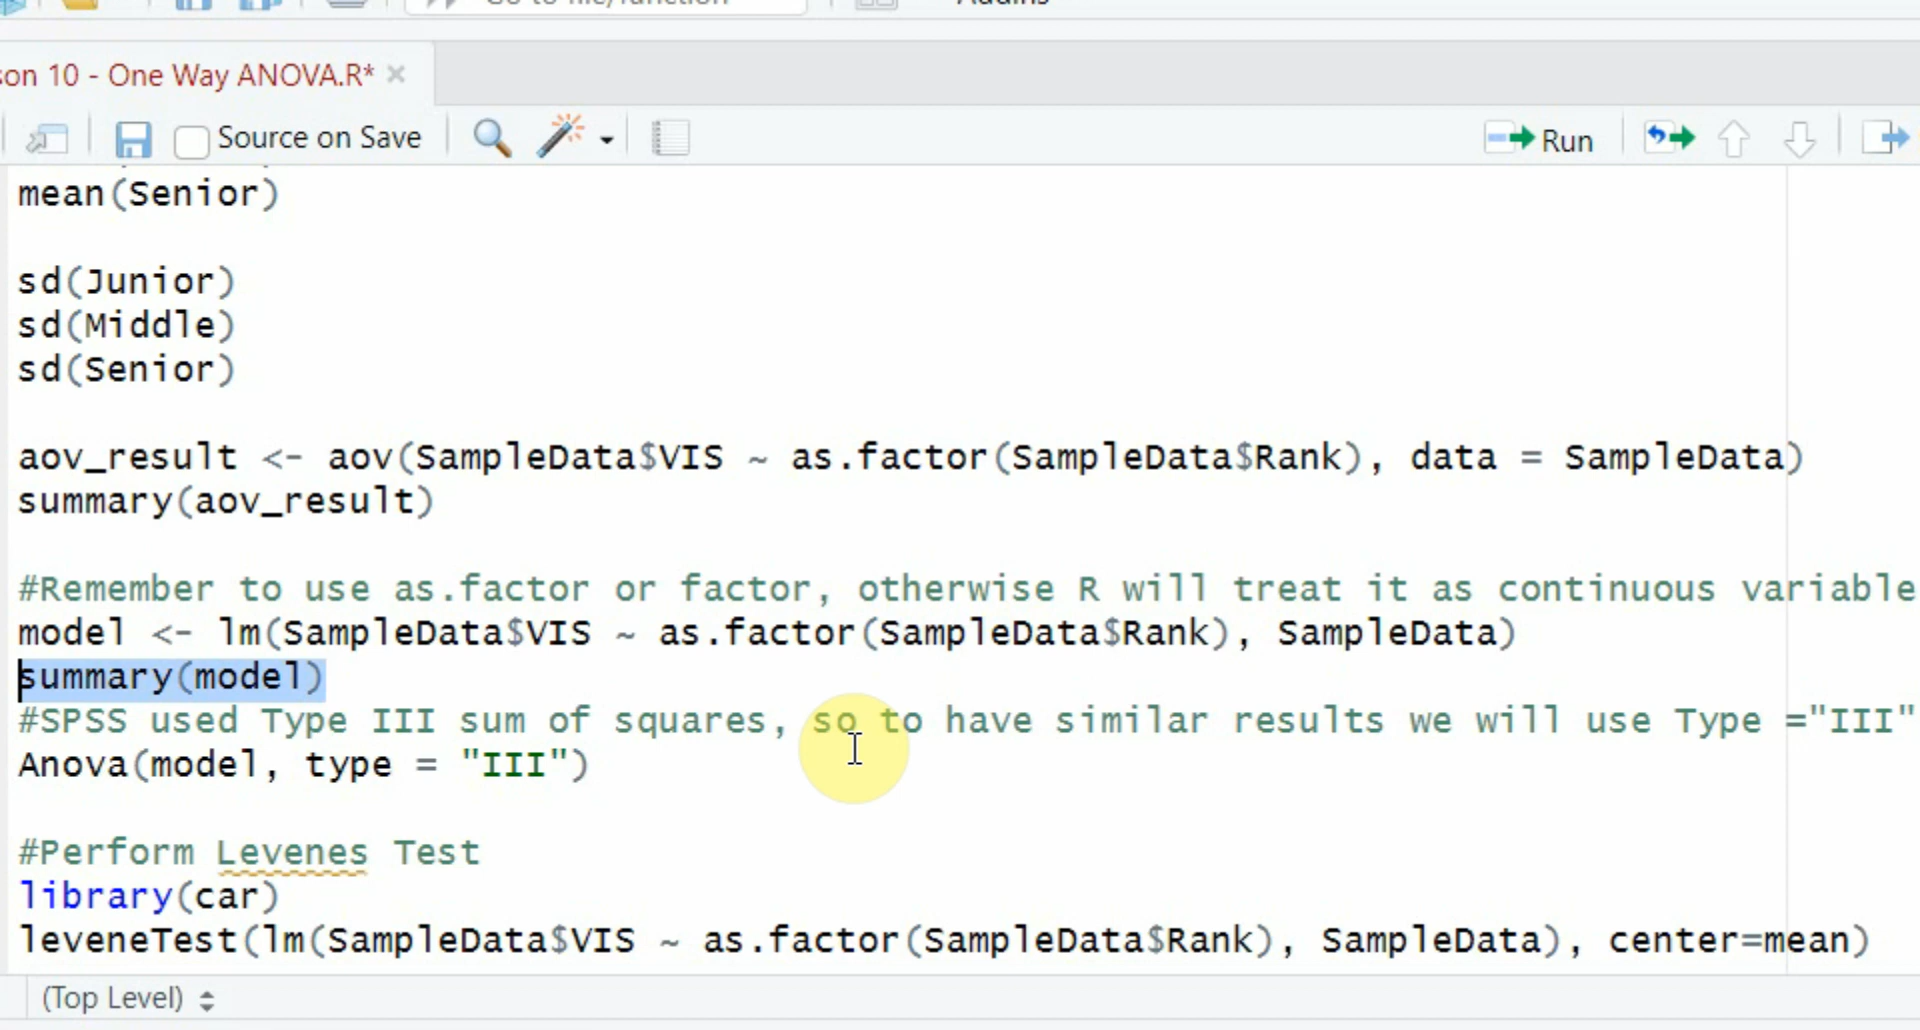 Addins
son 10 - One Way ANOVA.R*
Source on Save
Run
mean(Senior)
sd(Junior)
sd(Middle)
sd(Senior)
aov_result <- aov(SampleData$VIS ~ as.factor(SampleData$Rank), data = SampleData)
summary(aov_result)
#Remember to use as.factor or factor, otherwise R will treat it as continuous variable
model <- lm(SampleData$VIS ~ as.factor(SampleData$Rank), SampleData)
summary(model)
#SPSS used Type III sum of squares, so to have similar results we will use Type ="III"
Anova(model, type = "III")
#Perform Levenes Test
library(car)
leveneTest(lm(SampleData$VIS ~ as.factor(SampleData$Rank), SampleData), center=mean)
(Top Level)